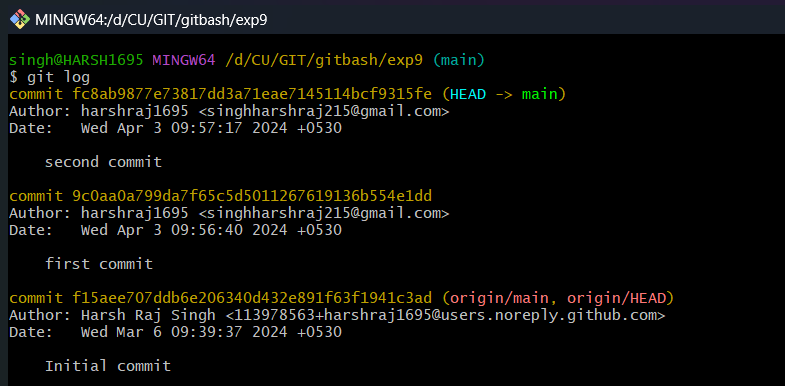 MINGW64:/d/CU/GIT/gitbash/exp9
singh@HARSH1695 MINGW64 /d/CU/GIT/gitbash/exp9 (main)
$ git log
commit fc8ab9877e73817dd3a71eae7145114bcf9315fe (HEAD -> main)
Author: harshraj1695 <singhharshraj215@gmail.com>
Date:   Wed Apr 3 09:57:17 2024 +0530
    second commit
commit 9c0aa0a799da7f65c5d5011267619136b554e1dd
Author: harshraj1695 <singhharshraj215@gmail.com>
Date:   Wed Apr 3 09:56:40 2024 +0530
    first commit
commit f15aee707ddb6e206340d432e891f63f1941c3ad (origin/main, origin/HEAD)
Author: Harsh Raj Singh <113978563+harshraj1695@users.noreply.github.com>
Date:   Wed Mar 6 09:39:37 2024 +0530
    Initial commit